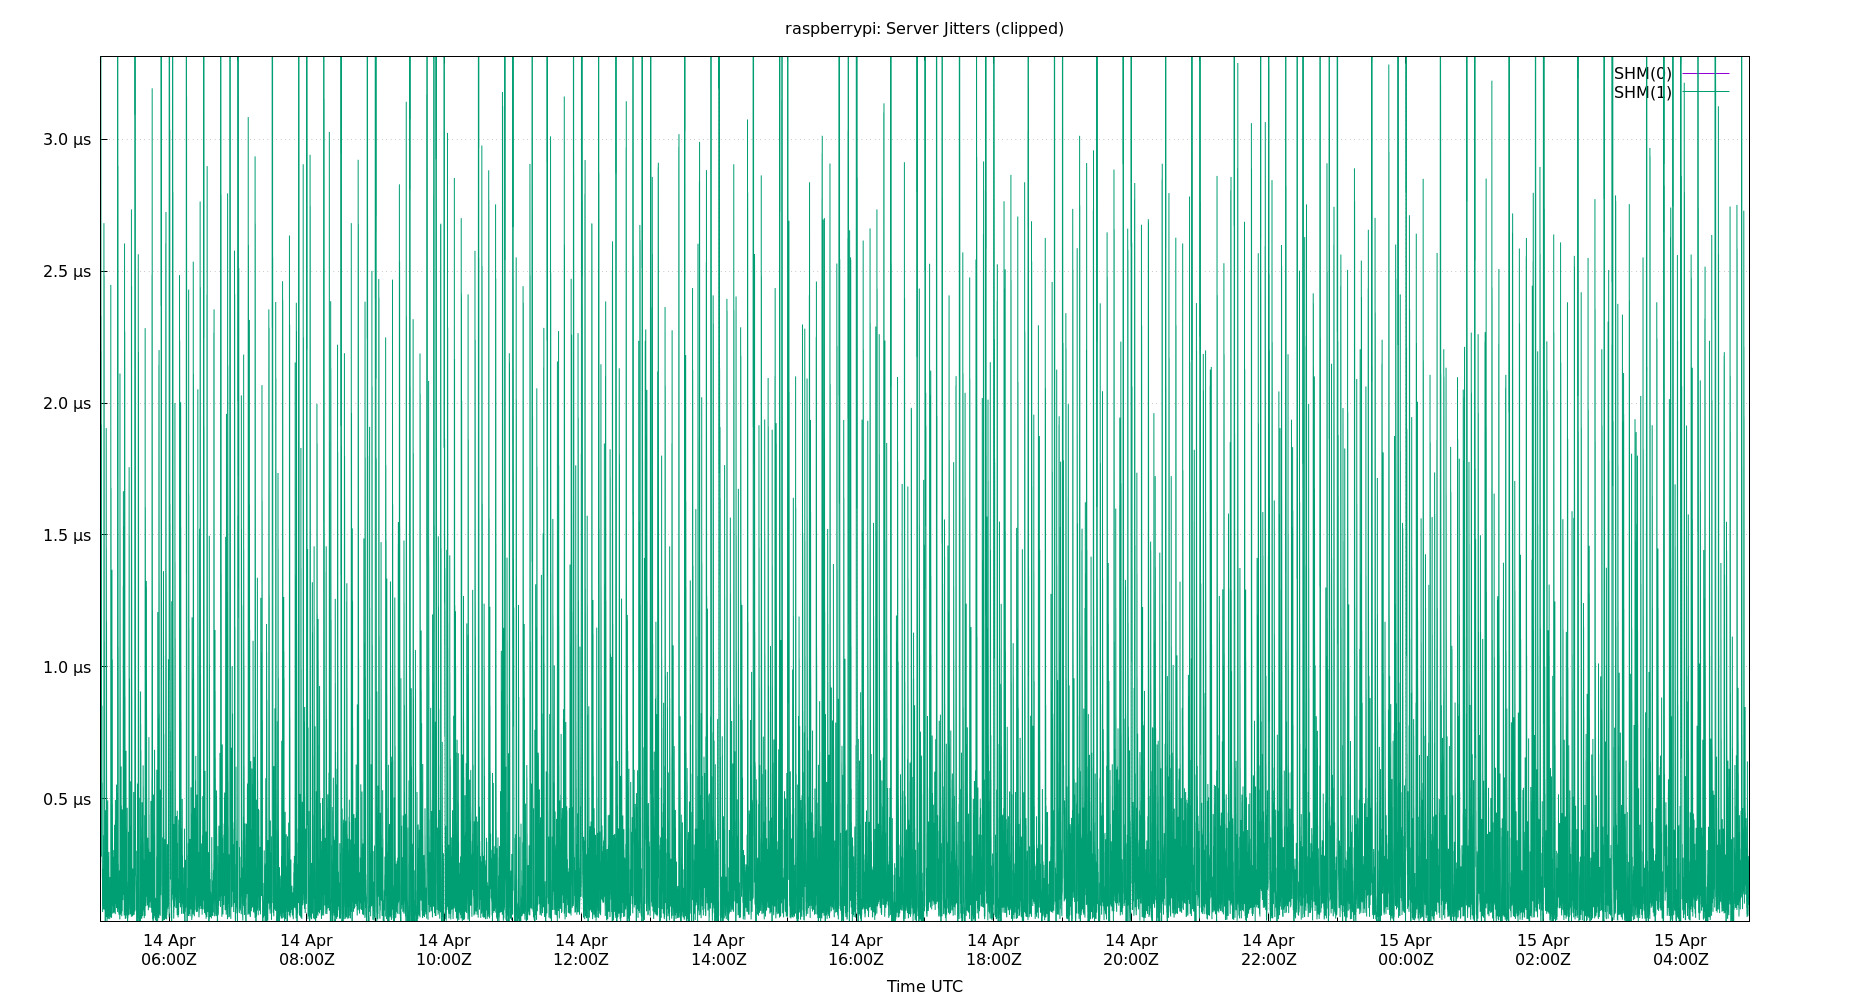 raspberrypi: Server Jitters (clipped)
SHM(0)
SHM(1)
3.0 µs
2.5 µs
2.0 µs
1.5 µs
1.0 µs
0.5 µs
14 Apr 14 Apr 14 Apr 14 Apr 14 Apr 14 Apr 14 Apr 14 Apr 14 Apr 15 Apr 15 Apr 15 Apr
06:00Z 08:00Z 10:00Z 12:00Z 14:00Z 16:00Z 18:00Z 20:00Z 22:00Z 00:00Z 02:00Z 04:00Z
Time UTC